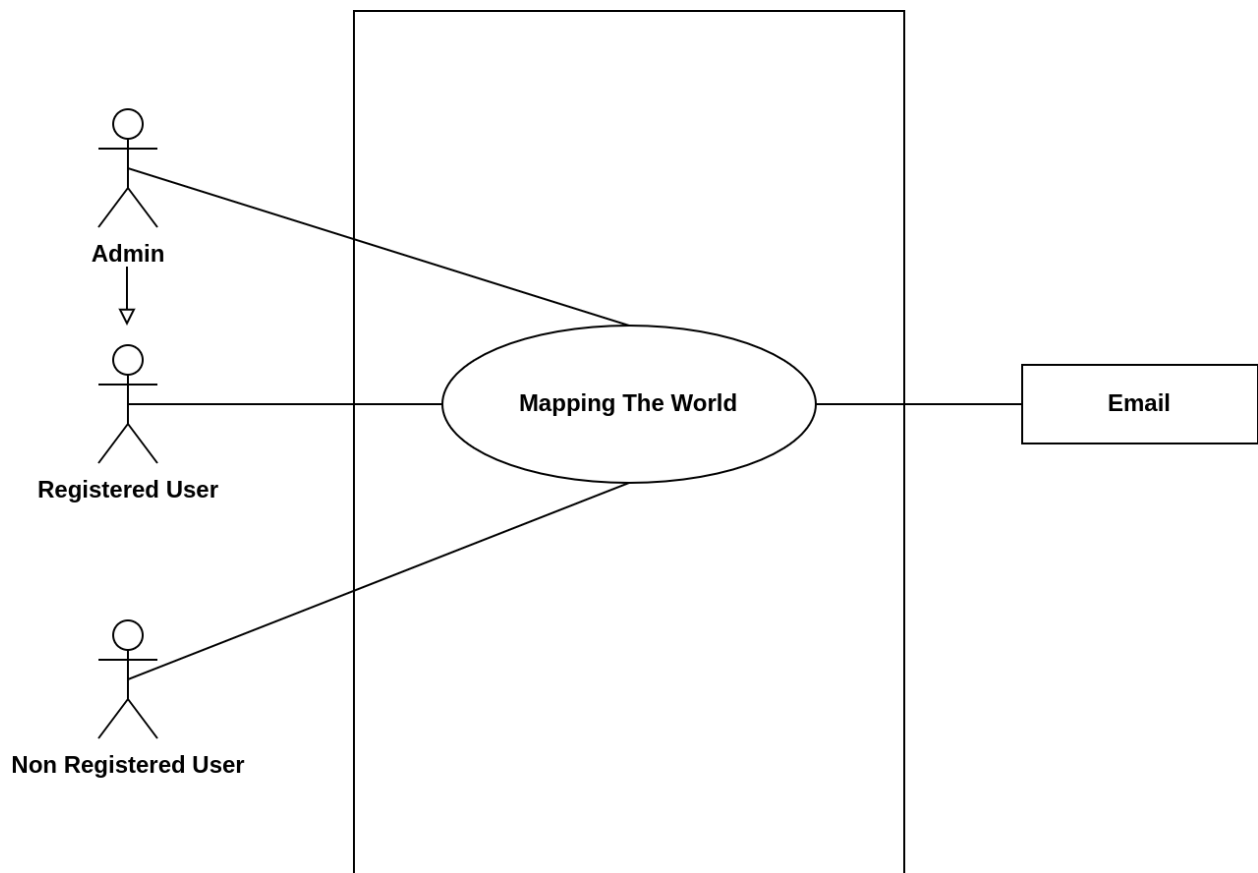 Admin
Mapping The World
Email
Registered User
Non Registered User